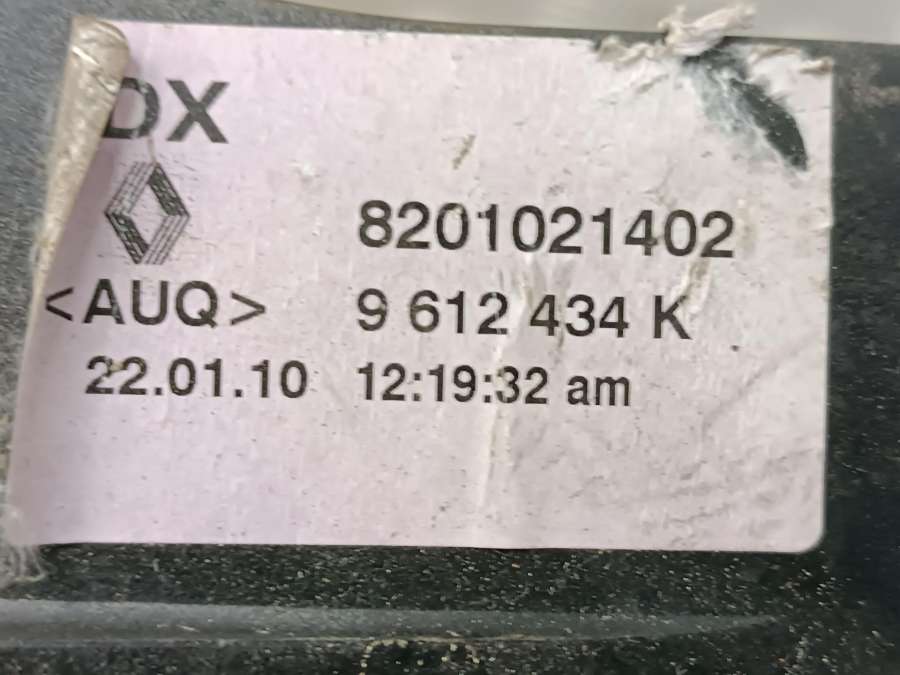 DX
8201021402
<AUQ> 9 612 434 K
22.01.10 12:19:32 am